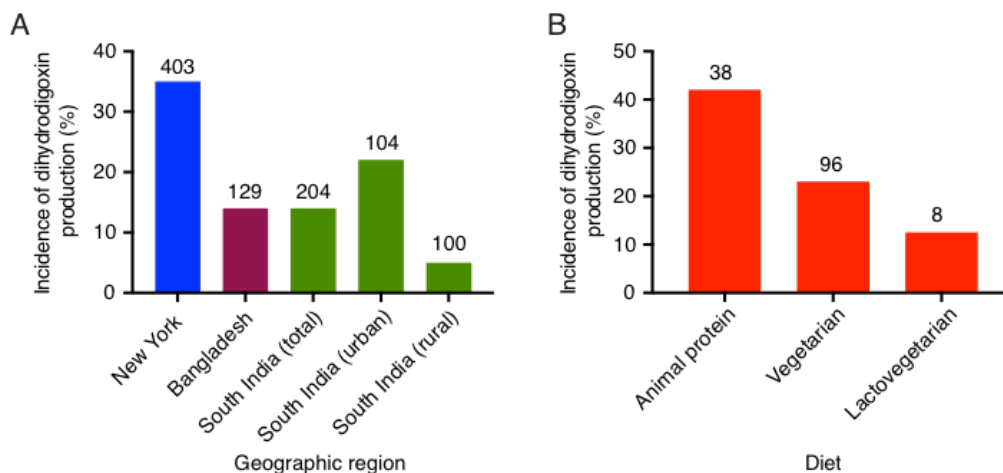 A
Incidence of dihydrodigoxin
production (%)
40
30
20
10
0
403
129
204
104
100
New York
Bangladesh
South India (total)
South India (urban)
South India (rural)
Geographic region
B
Incidence of dihydrodigoxin
production (%)
50
40
30
20
10
0
38
96
8
Animal protein
Vegetarian
Lactovegetarian
Diet